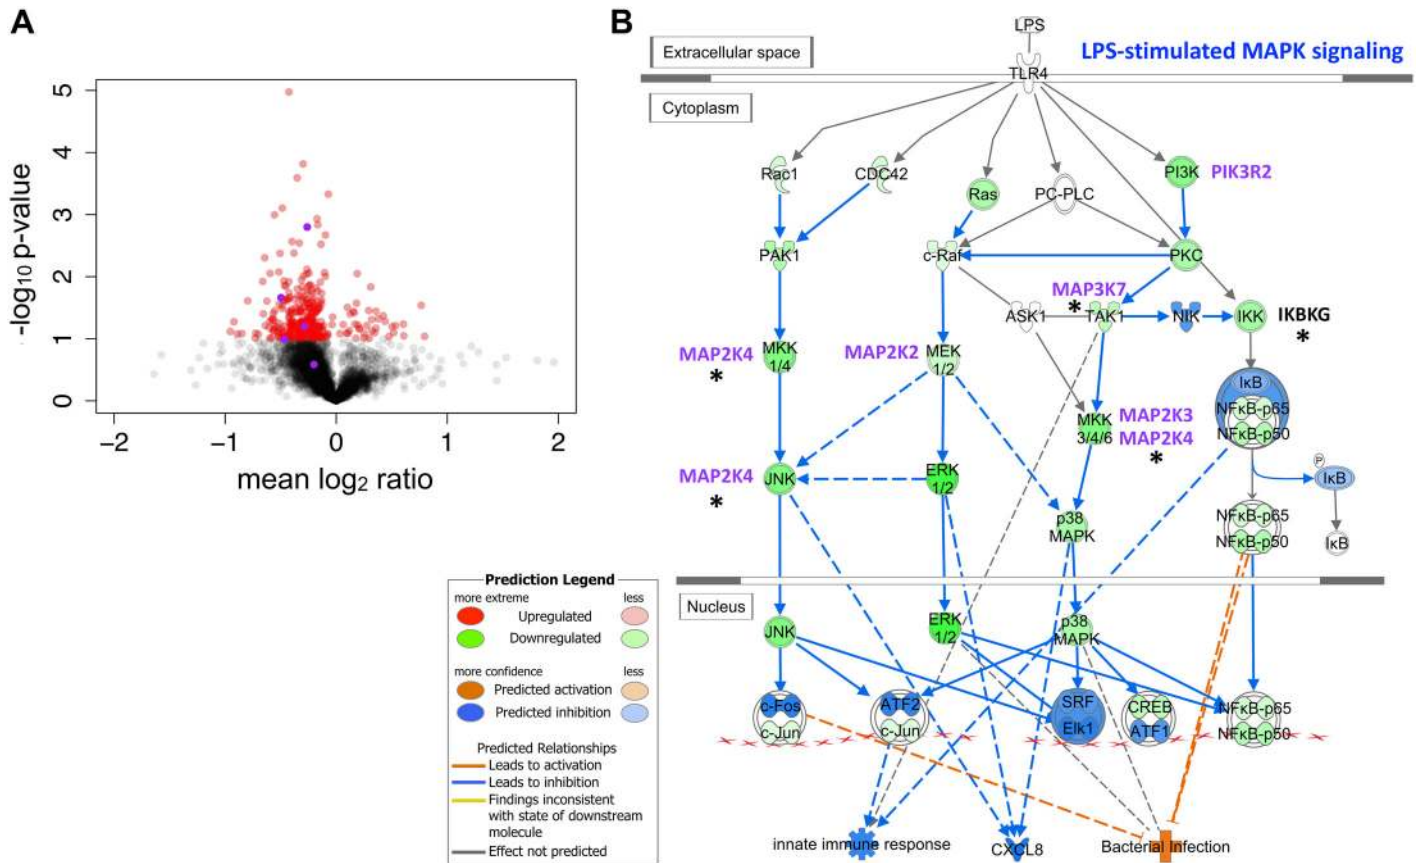 A
-log10 p-value
5
4
3
2
1
0
-2
-1
0
1
2
mean log2 ratio
B
LPS-stimulated MAPK signaling
LPS
Extracellular space
TLR4
Cytoplasm
Rac1
CDC42
Ras
PC-PLC
PI3K
PIK3R2
PAK1
c-Raf
PKC
MAP3K7
*
ASK1
TAK1
NIK
IKK
IKBKG
*
MAP2K4
*
MKK
1/4
MAP2K2
MEK
1/2
IκB
NFκB-p65
NFκB-p50
MKK
3/4/6
MAP2K3
MAP2K4
*
MAP2K4
*
JNK
ERK
1/2
P
IκB
p38
MAPK
NFκB-p65
NFκB-p50
IκB
Nucleus
JNK
ERK
1/2
p38
MAPK
c-Fos
c-Jun
ATF2
c-Jun
SRF
Elk1
CREB
ATF1
NFκB-p65
NFκB-p50
innate immune response
CXCL8
Bacterial Infection
Prediction Legend
more extreme
less
Upregulated
Downregulated
more confidence
less
Predicted activation
Predicted inhibition
Predicted Relationships
Leads to activation
Leads to inhibition
Findings inconsistent
with state of downstream
molecule
Effect not predicted